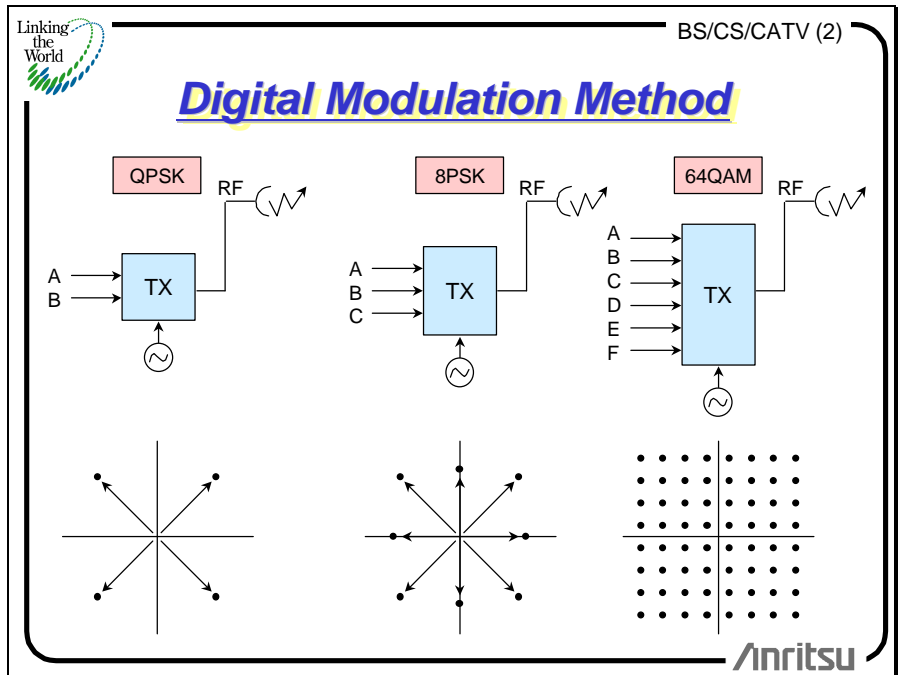 Linking
the
World
BS/CS/CATV (2)
Digital Modulation Method
QPSK
RF
A
B
TX
8PSK
RF
A
B
C
TX
64QAM
RF
A
B
C
D
E
F
TX
Anritsu